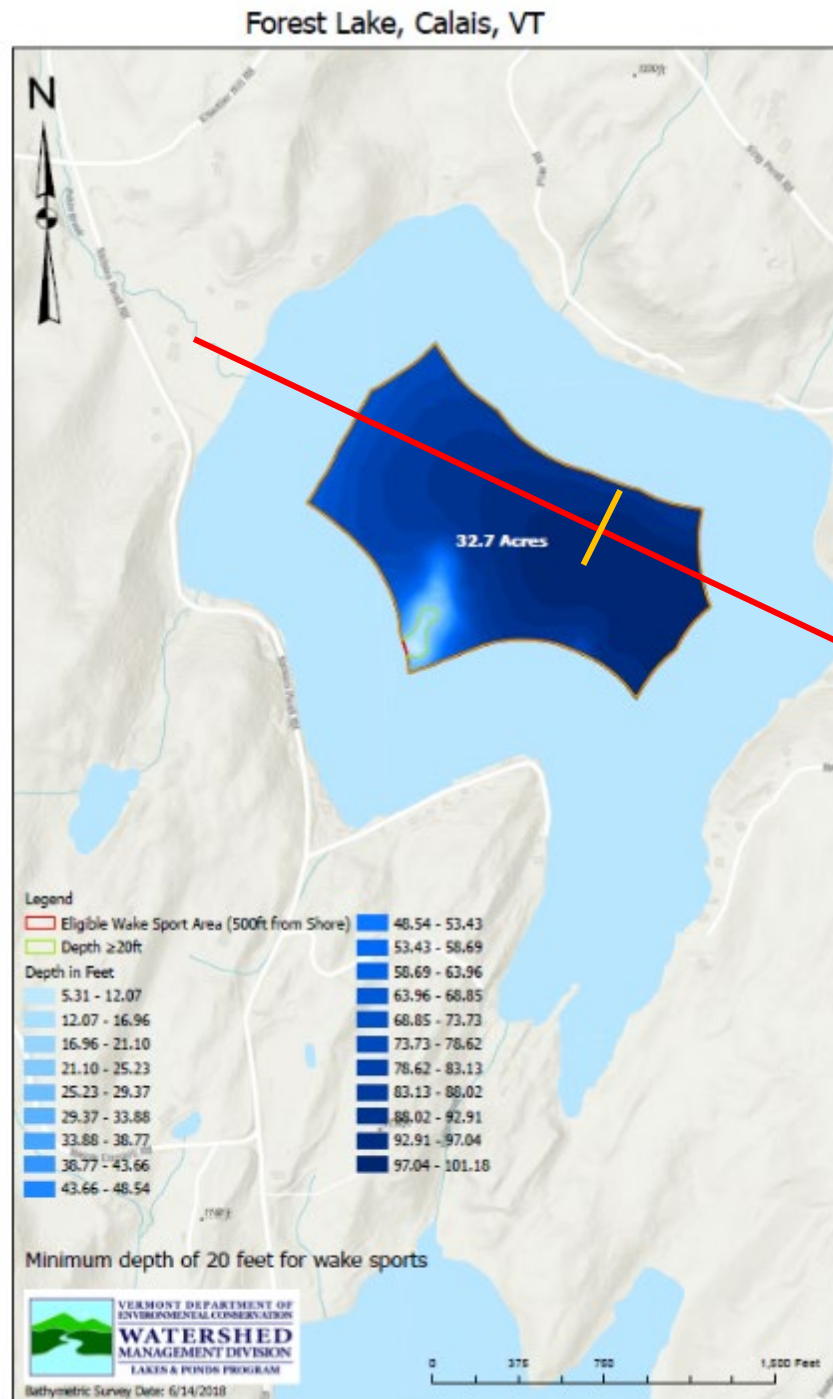 Forest Lake, Calais, VT
N
32.7 Acres
Legend
Eligible Wake Sport Area (500ft from Shore)
Depth ≥20ft
Depth in Feet
5.31 - 12.07
12.07 - 16.96
16.96 - 21.10
21.10 - 25.23
25.23 - 29.37
29.37 - 33.88
33.88 - 38.77
38.77 - 43.66
43.66 - 48.54
48.54 - 53.43
53.43 - 58.69
58.69 - 63.96
63.96 - 68.85
68.85 - 73.73
73.73 - 78.62
78.62 - 83.13
83.13 - 88.02
88.02 - 92.91
92.91 - 97.04
97.04 - 101.18
Minimum depth of 20 feet for wake sports
VERMONT DEPARTMENT OF
ENVIRONMENTAL CONSERVATION
WATERSHED
MANAGEMENT DIVISION
LAKES & PONDS PROGRAM
Bathymetric Survey Date: 6/14/2018
0 375 750 1,500 Feet